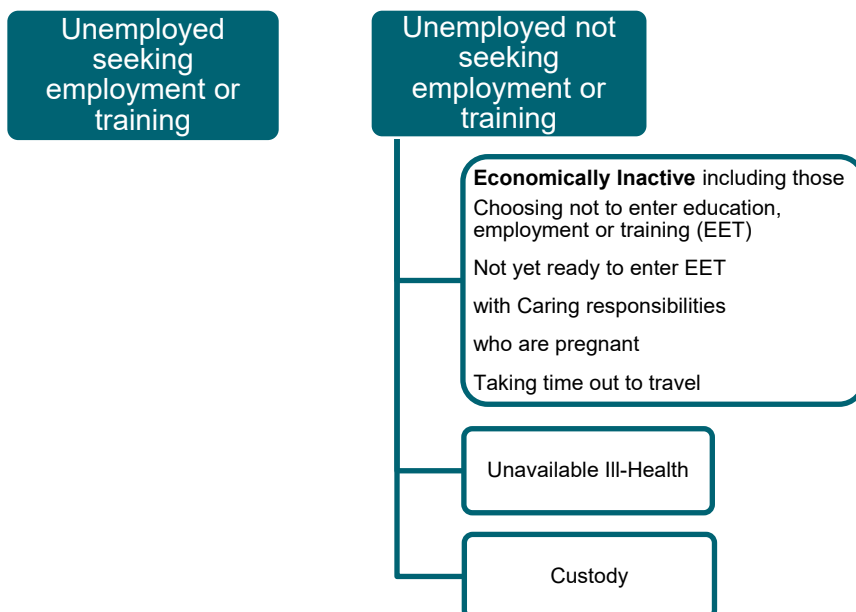 Unemployed
seeking
employment or
training
Unemployed not
seeking
employment or
training
Economically Inactive including those
Choosing not to enter education,
employment or training (EET)
Not yet ready to enter EET
with Caring responsibilities
who are pregnant
Taking time out to travel
Unavailable Ill-Health
Custody